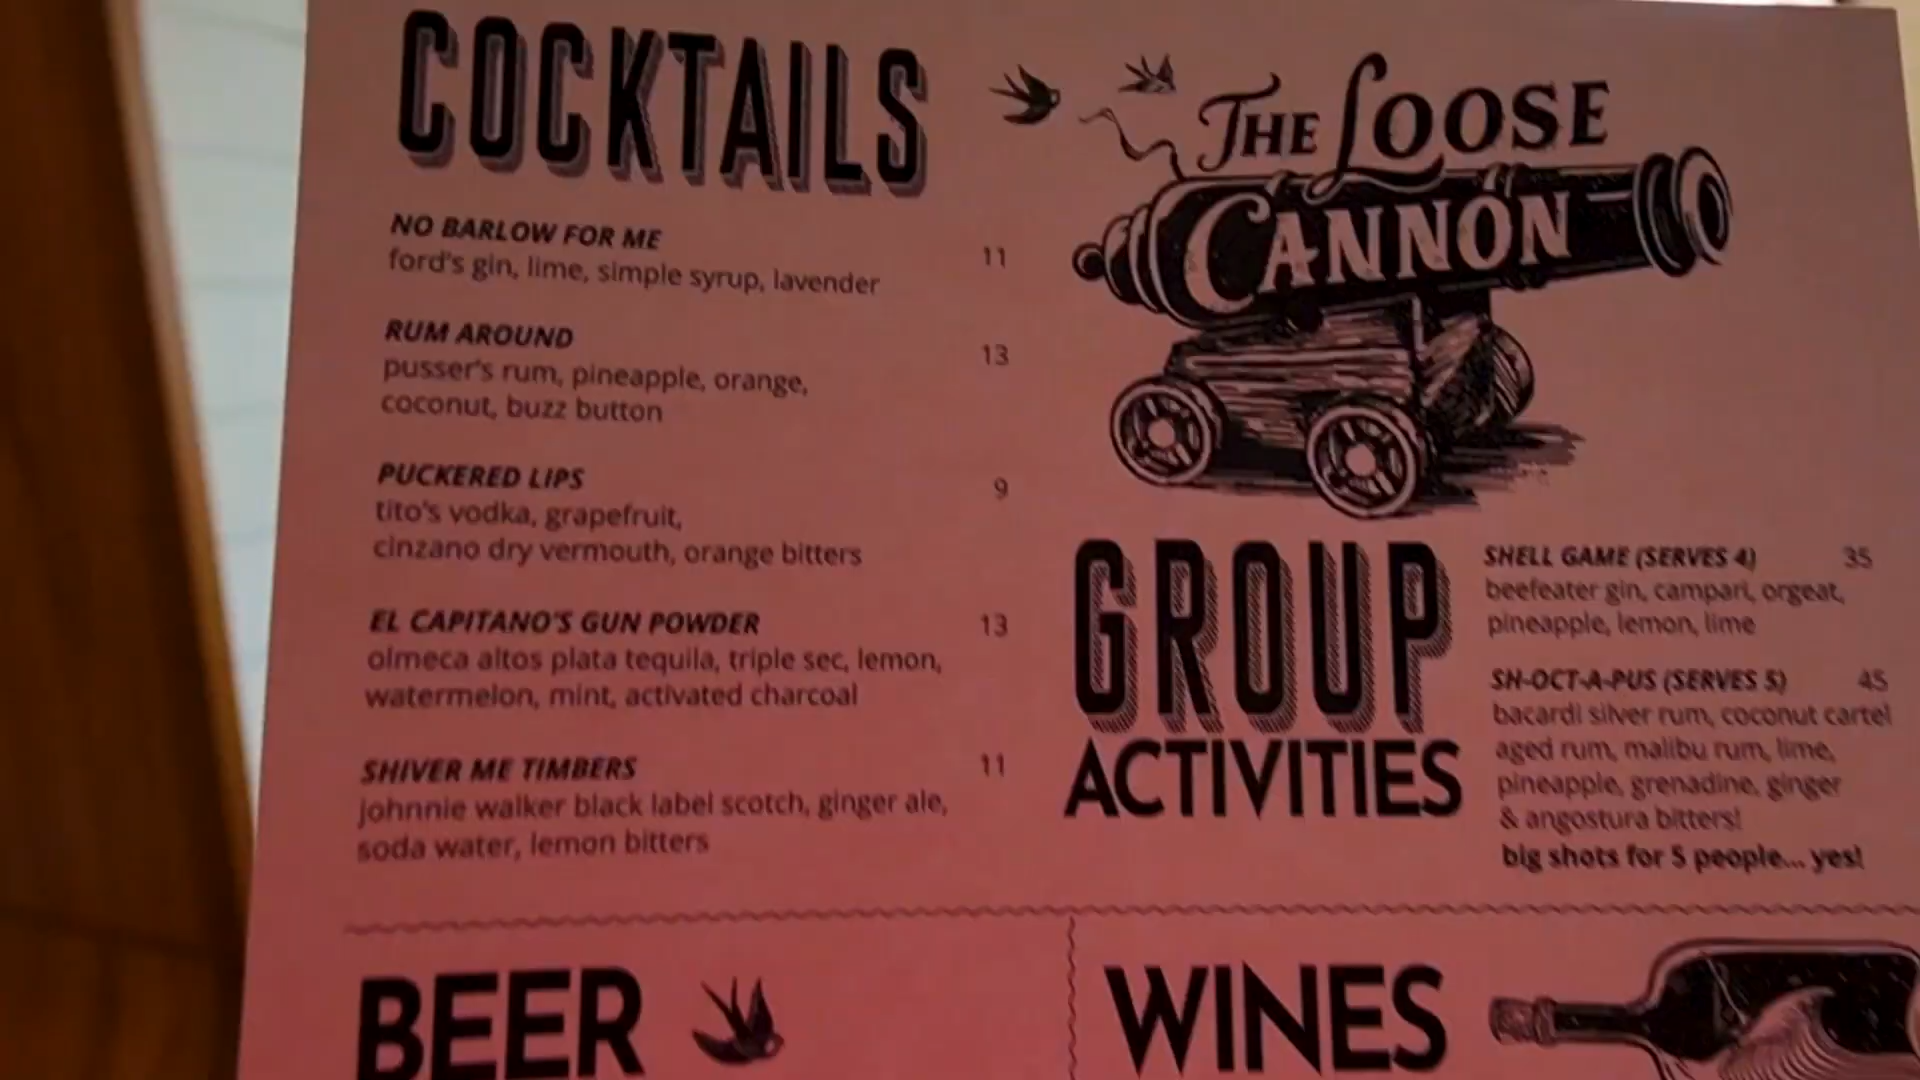 COCKTAILS
NO BARLOW FOR ME
ford's gin, lime, simple syrup, lavender 11
RUM AROUND 13
pusser's rum, pineapple, orange,
coconut, buzz button
PUCKERED LIPS 9
tito's vodka, grapefruit,
cinzano dry vermouth, orange bitters
EL CAPITANO'S GUN POWDER 13
olmeca altos plata tequila, triple sec, lemon,
watermelon, mint, activated charcoal
SHIVER ME TIMBERS 11
johnnie walker black label scotch, ginger ale,
soda water, lemon bitters
THE LOOSE
CANNON
GROUP
ACTIVITIES
SHELL GAME (SERVES 4) 35
beefeater gin, campari, orgeat,
pineapple, lemon, lime
SH-OCT-A-PUS (SERVES 5) 45
bacardi silver rum, coconut cartel
aged rum, malibu rum, lime,
pineapple, grenadine, ginger
& angostura bitters!
big shots for 5 people... yes!
BEER
WINES